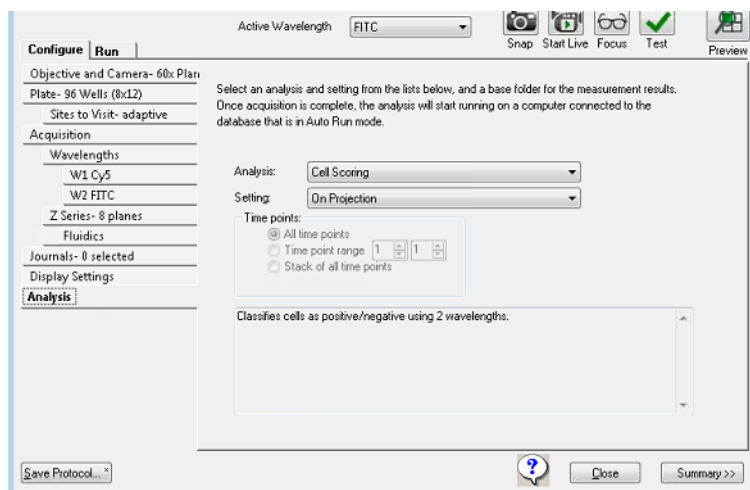 Active Wavelength FITC
Snap Start Live Focus Test Preview
Configure Run
Objective and Camera- 60x Plan
Plate- 96 Wells (8x12)
Sites to Visit- adaptive
Acquisition
Wavelengths
W1 Cy5
W2 FITC
Z Series- 8 planes
Fluidics
Journals- 0 selected
Display Settings
Analysis
Select an analysis and setting from the lists below, and a base folder for the measurement results.
Once acquisition is complete, the analysis will start running on a computer connected to the
database that is in Auto Run mode.
Analysis: Cell Scoring
Setting: On Projection
Time points:
All time points
Time point range 1 1
Stack of all time points
Classifies cells as positive/negative using 2 wavelengths.
Save Protocol... * ? Close Summary >>